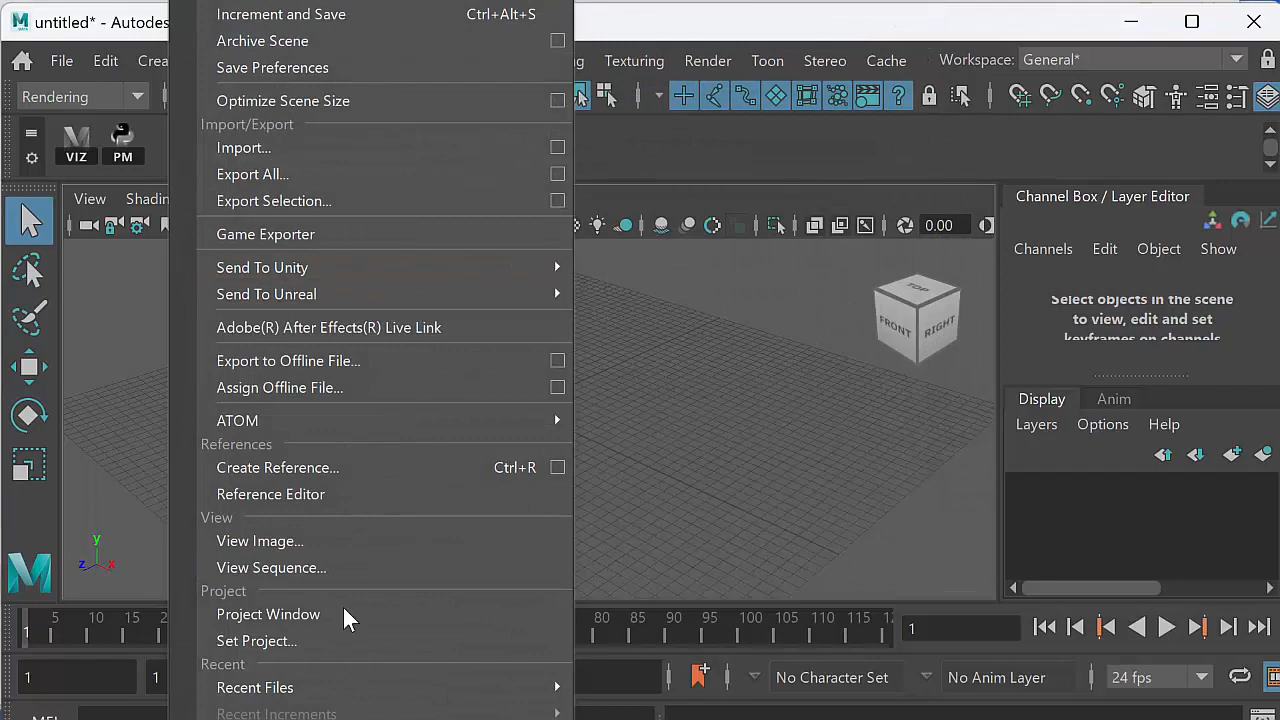 untitled* - Autodes
Increment and Save Ctrl+Alt+S
Archive Scene
Save Preferences
Optimize Scene Size
Import/Export
Import...
Export All...
Export Selection...
Game Exporter
Send To Unity
Send To Unreal
Adobe(R) After Effects(R) Live Link
Export to Offline File...
Assign Offline File...
ATOM
References
Create Reference... Ctrl+R
Reference Editor
View
View Image...
View Sequence...
Project
Project Window
Set Project...
Recent
Recent Files
Recent Increments
File Edit Crea
ng Texturing Render Toon Stereo Cache Workspace: General*
Rendering
VIZ PM
View Shadin
0.00
TOP
FRONT RIGHT
Channel Box / Layer Editor
Channels Edit Object Show
Select objects in the scene
to view, edit and set
keyframes on channels
Display Anim
Layers Options Help
y
z x
1 5 10 15 80 85 90 95 100 105 110 115 12
1
1 1 No Character Set No Anim Layer 24 fps
MEL